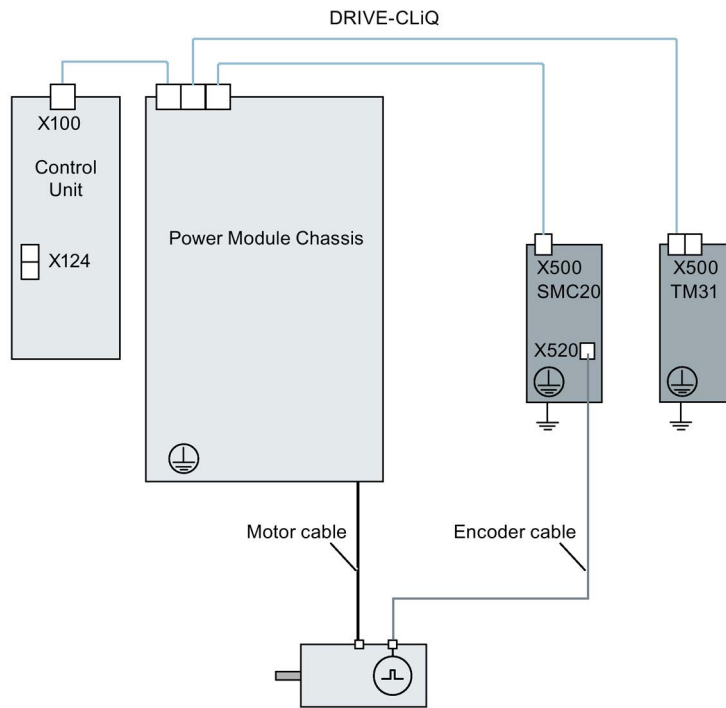 DRIVE-CLiQ
X100
Control
Unit
X124
Power Module Chassis
X500
SMC20
X520
X500
TM31
Motor cable
Encoder cable